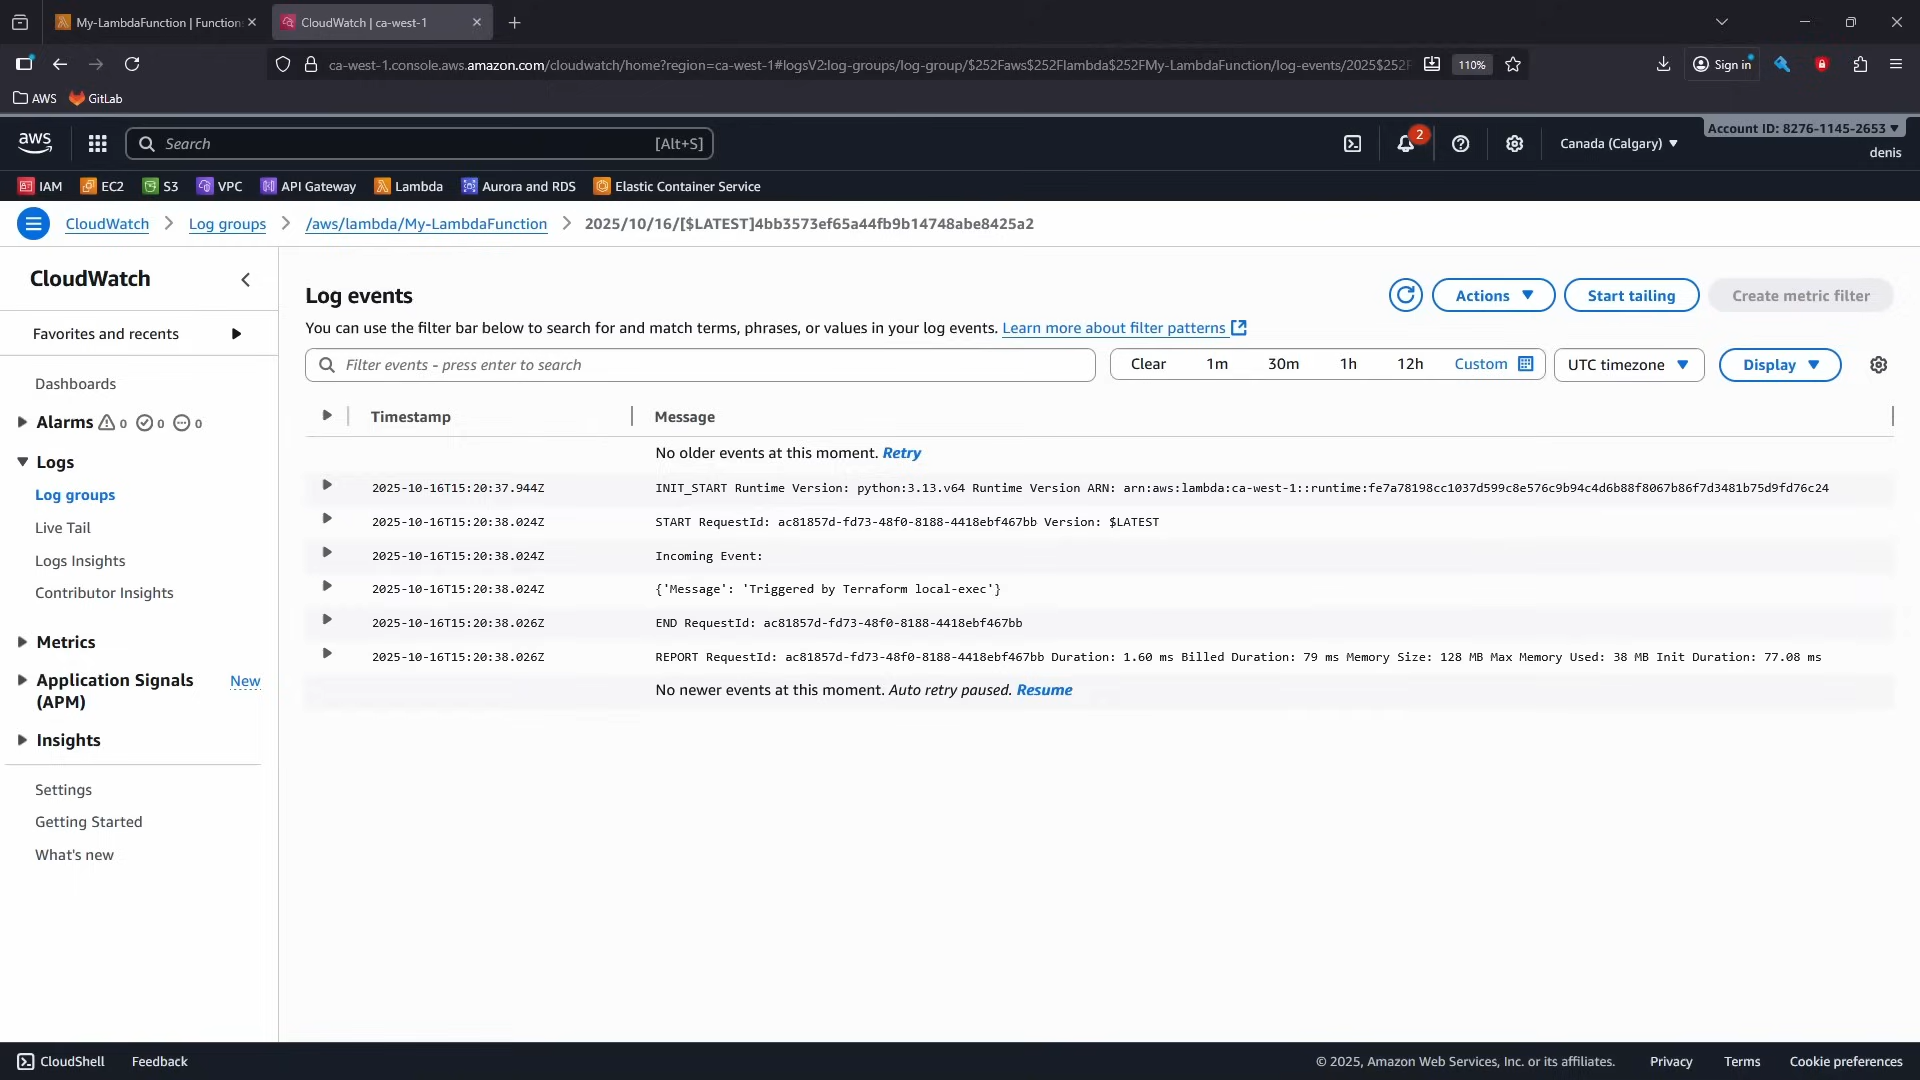 My-LambdaFunction | Function
CloudWatch | ca-west-1
ca-west-1.console.aws.amazon.com/cloudwatch/home?region=ca-west-1#logsV2:log-groups/log-group/$252Faws$252Flambda$252FMy-LambdaFunction/log-events/2025$252F
110%
Sign in
AWS
GitLab
aws
Search
[Alt+S]
2
Canada (Calgary)
Account ID: 8276-1145-2653
denis
IAM
EC2
S3
VPC
API Gateway
Lambda
Aurora and RDS
Elastic Container Service
CloudWatch
Log groups
/aws/lambda/My-LambdaFunction
2025/10/16/[$LATEST]4bb3573ef65a44fb9b14748abe8425a2
CloudWatch
Favorites and recents
Dashboards
Alarms 0 0 0
Logs
Log groups
Live Tail
Logs Insights
Contributor Insights
Metrics
Application Signals (APM)
New
Insights
Settings
Getting Started
What's new
Log events
Actions
Start tailing
Create metric filter
You can use the filter bar below to search for and match terms, phrases, or values in your log events. Learn more about filter patterns
Filter events - press enter to search
Clear
1m
30m
1h
12h
Custom
UTC timezone
Display
Timestamp
Message
No older events at this moment. Retry
2025-10-16T15:20:37.944Z INIT_START Runtime Version: python:3.13.v64 Runtime Version ARN: arn:aws:lambda:ca-west-1::runtime:fe7a78198cc1037d599c8e576c9b94c4d6b88f8067b86f7d3481b75d9fd76c24
2025-10-16T15:20:38.024Z START RequestId: ac81857d-fd73-48f0-8188-4418ebf467bb Version: $LATEST
2025-10-16T15:20:38.024Z Incoming Event:
2025-10-16T15:20:38.024Z {'Message': 'Triggered by Terraform local-exec'}
2025-10-16T15:20:38.026Z END RequestId: ac81857d-fd73-48f0-8188-4418ebf467bb
2025-10-16T15:20:38.026Z REPORT RequestId: ac81857d-fd73-48f0-8188-4418ebf467bb Duration: 1.60 ms Billed Duration: 79 ms Memory Size: 128 MB Max Memory Used: 38 MB Init Duration: 77.08 ms
No newer events at this moment. Auto retry paused. Resume
CloudShell
Feedback
© 2025, Amazon Web Services, Inc. or its affiliates.
Privacy
Terms
Cookie preferences